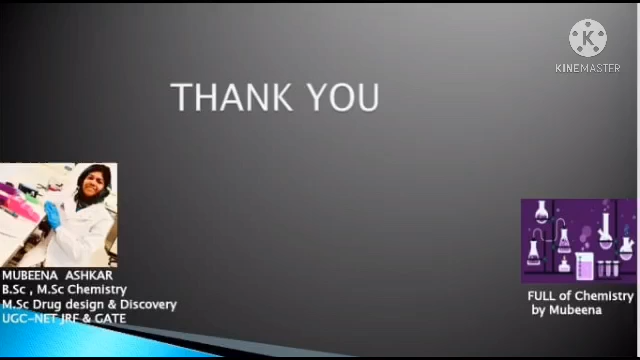 KINEMASTER
THANK YOU
MUBEENA ASHKAR
B.Sc , M.Sc Chemistry
M.Sc Drug design & Discovery
UGC-NET JRF & GATE
FULL of Chemistry
by Mubeena